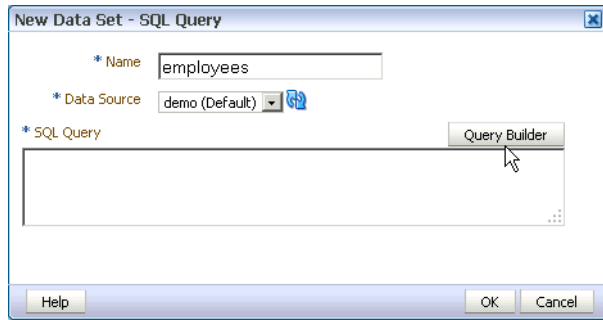 New Data Set - SQL Query
* Name employees
* Data Source demo (Default)
* SQL Query Query Builder
Help OK Cancel